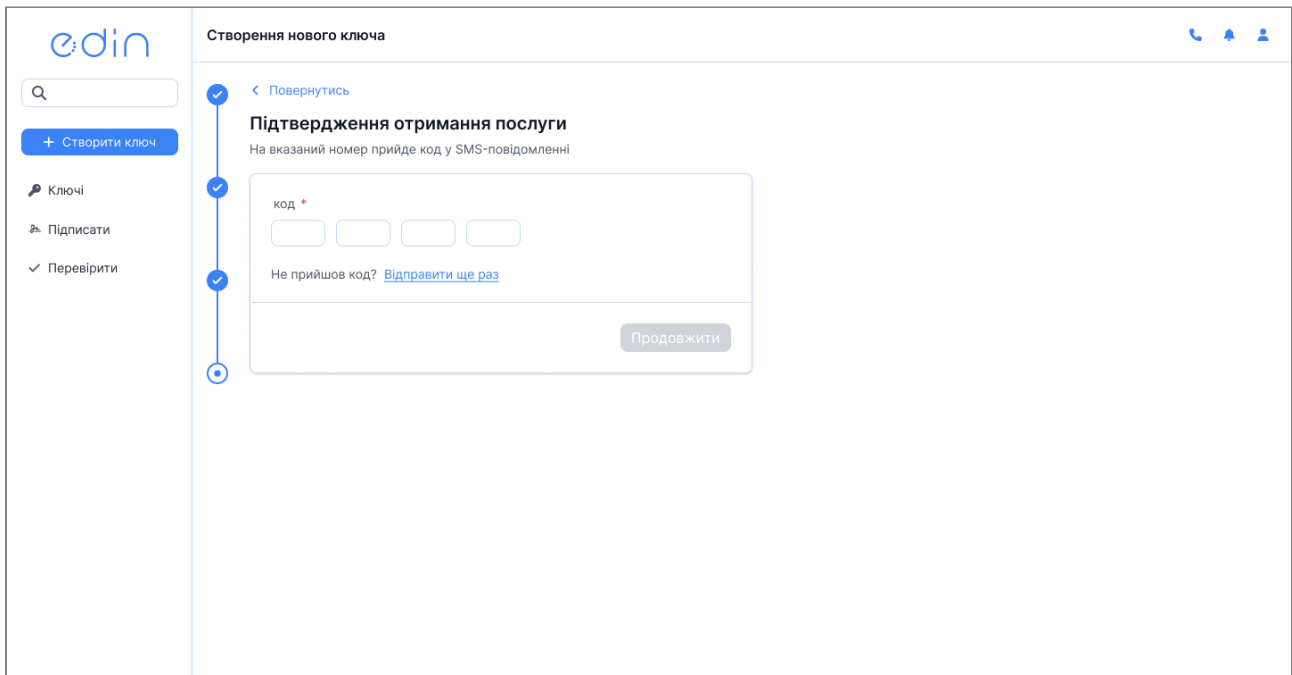 edin
Створення нового ключа
Повернутись
+ Створити ключ
Підтвердження отримання послуги
На вказаний номер прийде код у SMS-повідомленні
Ключі
код *
Підписати
Перевірити
Не прийшов код? Відправити ще раз
Продовжити